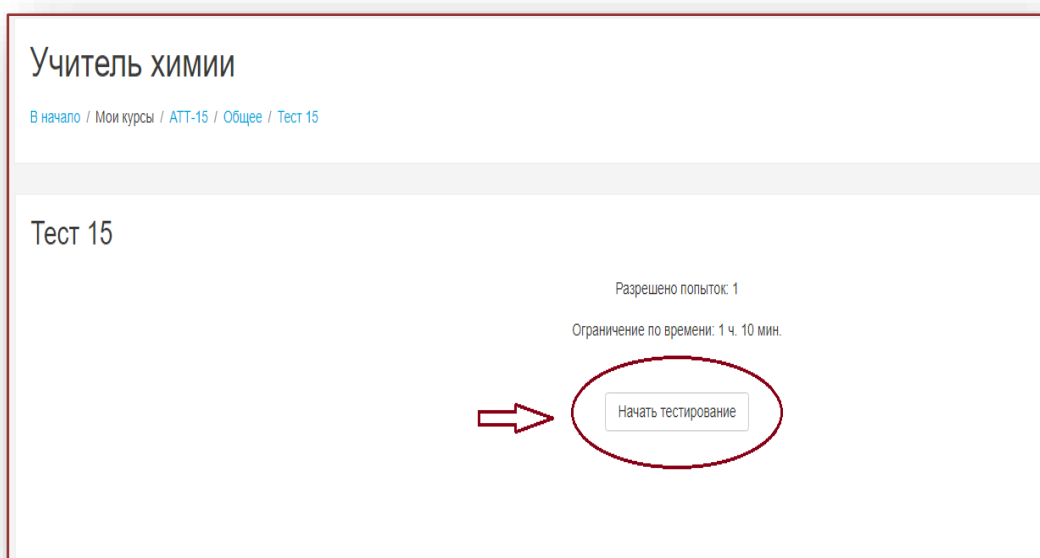 Учитель химии
В начало / Мои курсы / АТТ-15 / Общее / Тест 15
Тест 15
Разрешено попыток: 1
Ограничение по времени: 1 ч. 10 мин.
Начать тестирование